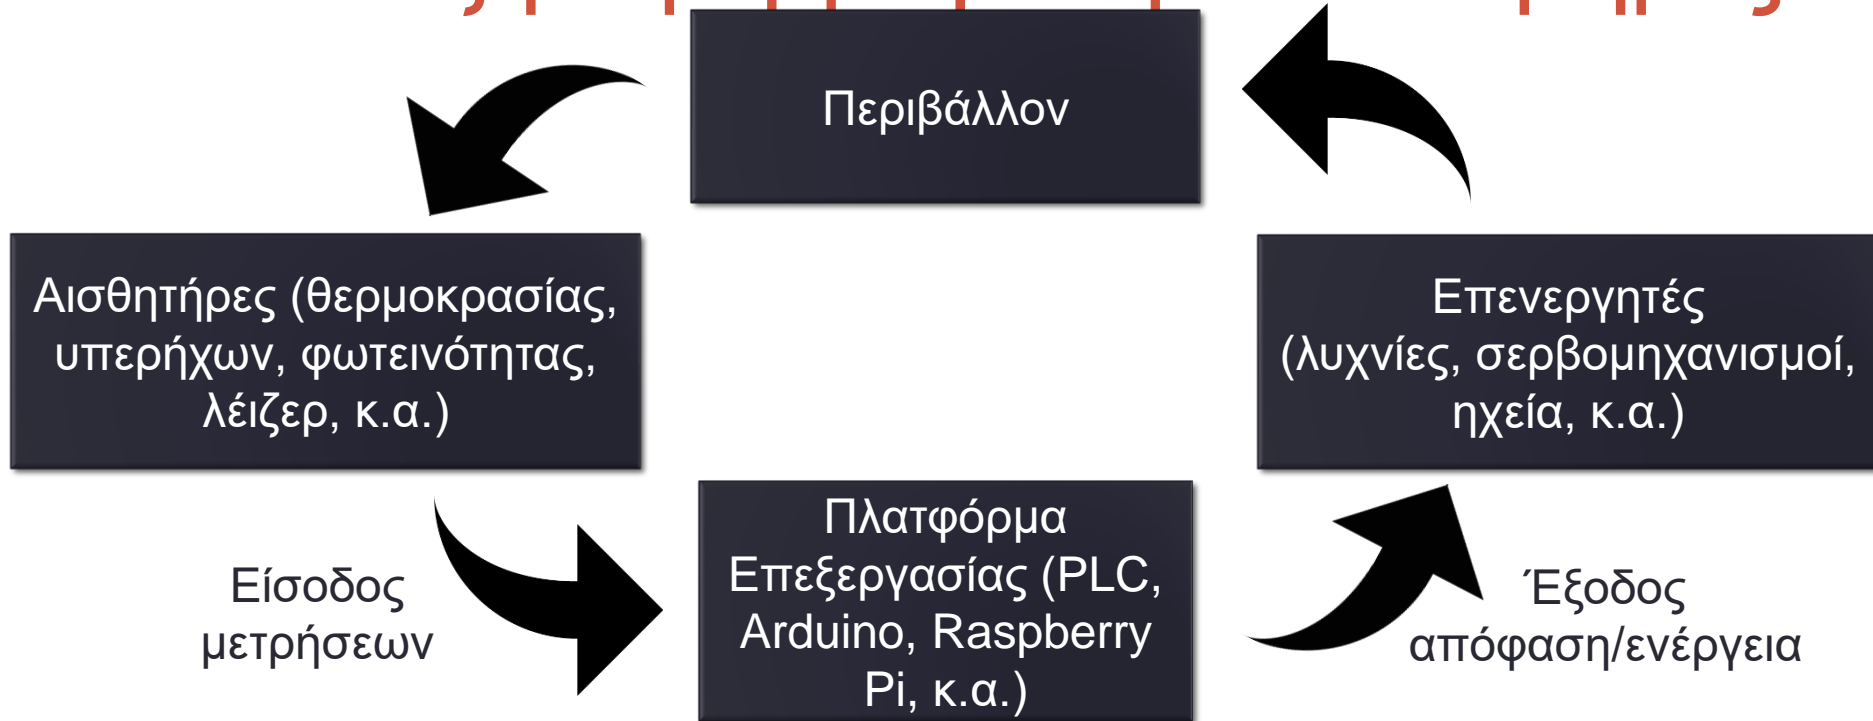 Περιβάλλον
Αισθητήρες (θερμοκρασίας,
υπερήχων, φωτεινότητας,
λέιζερ, κ.α.)
Επενεργητές
(λυχνίες, σερβομηχανισμοί,
ηχεία, κ.α.)
Είσοδος
μετρήσεων
Πλατφόρμα
Επεξεργασίας (PLC,
Arduino, Raspberry
Pi, κ.α.)
Έξοδος
απόφαση/ενέργεια